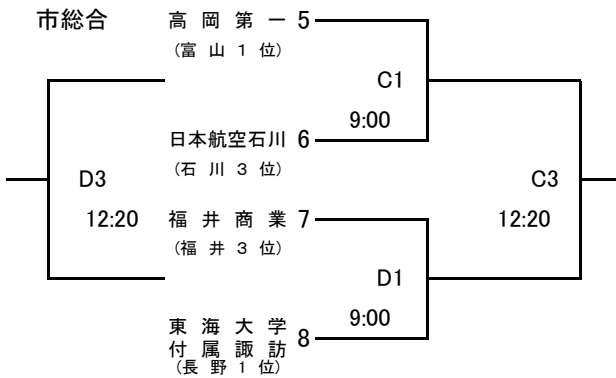 市総合
高岡第一 5
(富山1位)
C1
9:00
日本航空石川 6
(石川3位)
D3
12:20
C3
12:20
福井商業 7
(福井3位)
D1
9:00
東海大学
付属諏訪 8
(長野1位)